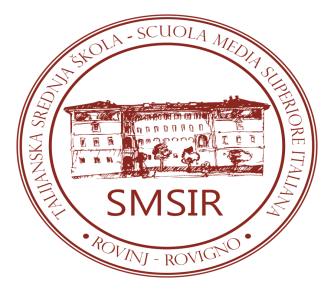 TALIJANSKA SREDNJA ŠKOLA - SCUOLA MEDIA SUPERIORE ITALIANA
SMSIR
• ROVINJ - ROVIGNO •